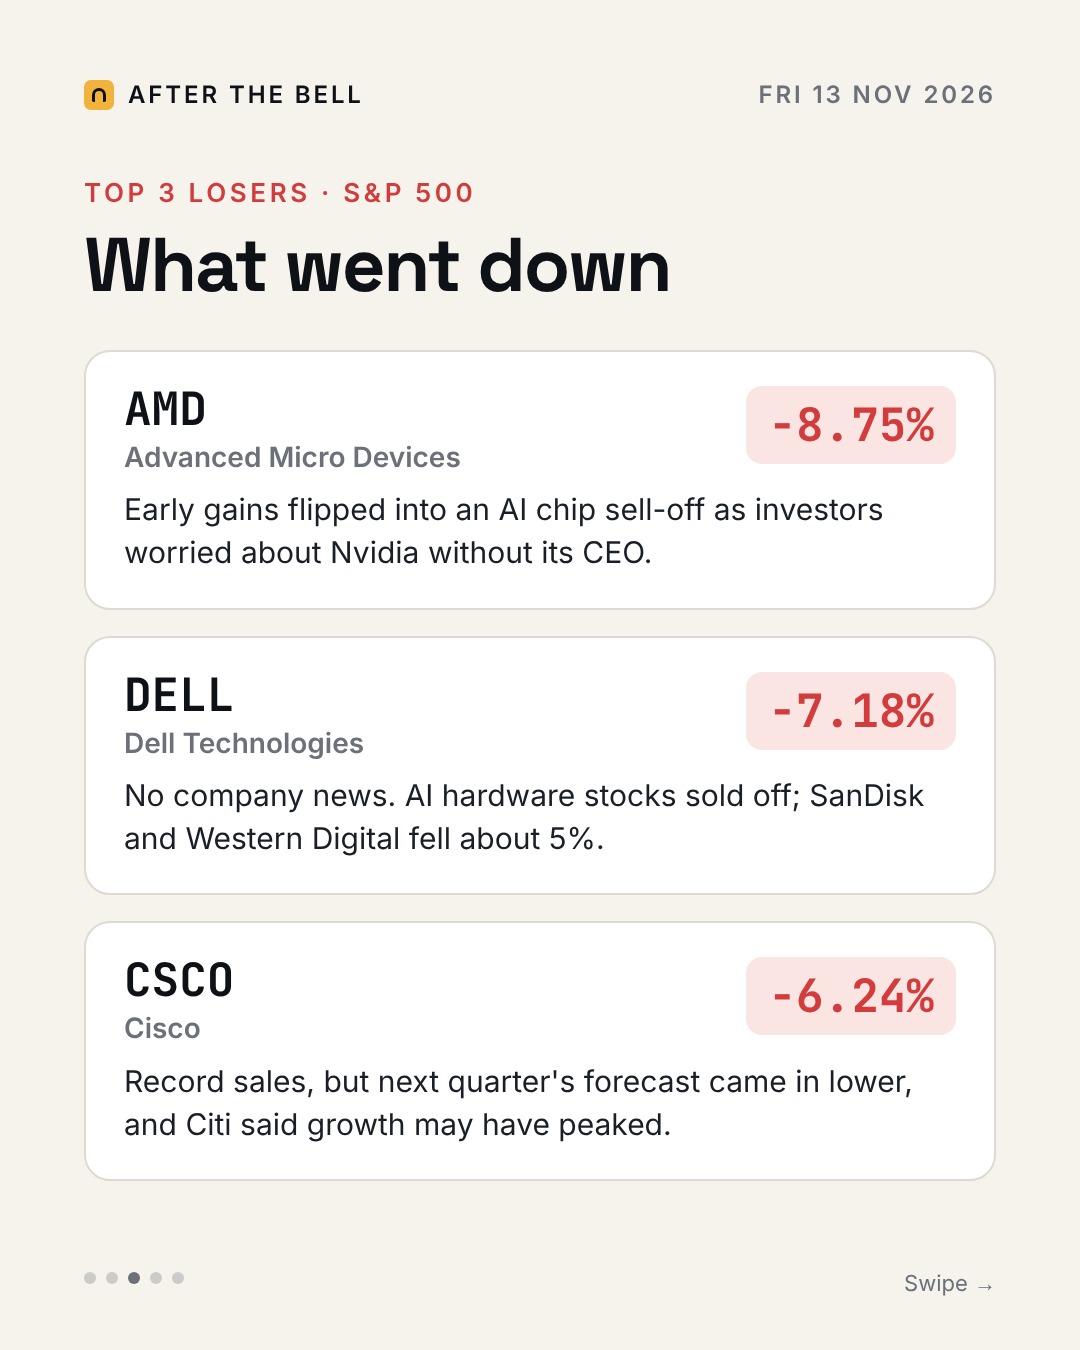 AFTER THE BELL
FRI 13 NOV 2026
TOP 3 LOSERS · S&P 500
What went down
AMD
-8.75%
Advanced Micro Devices
Early gains flipped into an AI chip sell-off as investors
worried about Nvidia without its CEO.
DELL
-7.18%
Dell Technologies
No company news. AI hardware stocks sold off; SanDisk
and Western Digital fell about 5%.
CSCO
-6.24%
Cisco
Record sales, but next quarter's forecast came in lower,
and Citi said growth may have peaked.
Swipe →